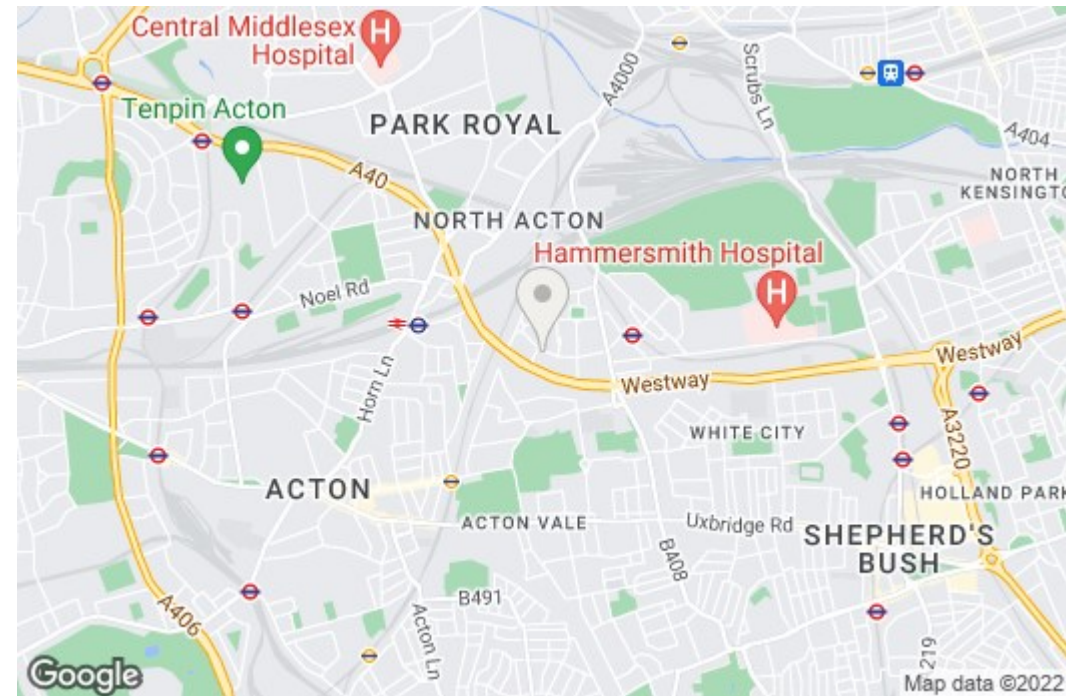 Central Middlesex
Hospital
H
Tenpin Acton
PARK ROYAL
A4000
Scrubs Ln
A404
A40
NORTH
KENSINGTO
NORTH ACTON
Hammersmith Hospital
H
Noel Rd
Horn Ln
Westway
Westway
WHITE CITY
A3220
ACTON
HOLLAND PARK
ACTON VALE
Uxbridge Rd
SHEPHERD'S
BUSH
B408
B491
A406
Acton Ln
219
Google
Map data ©2022